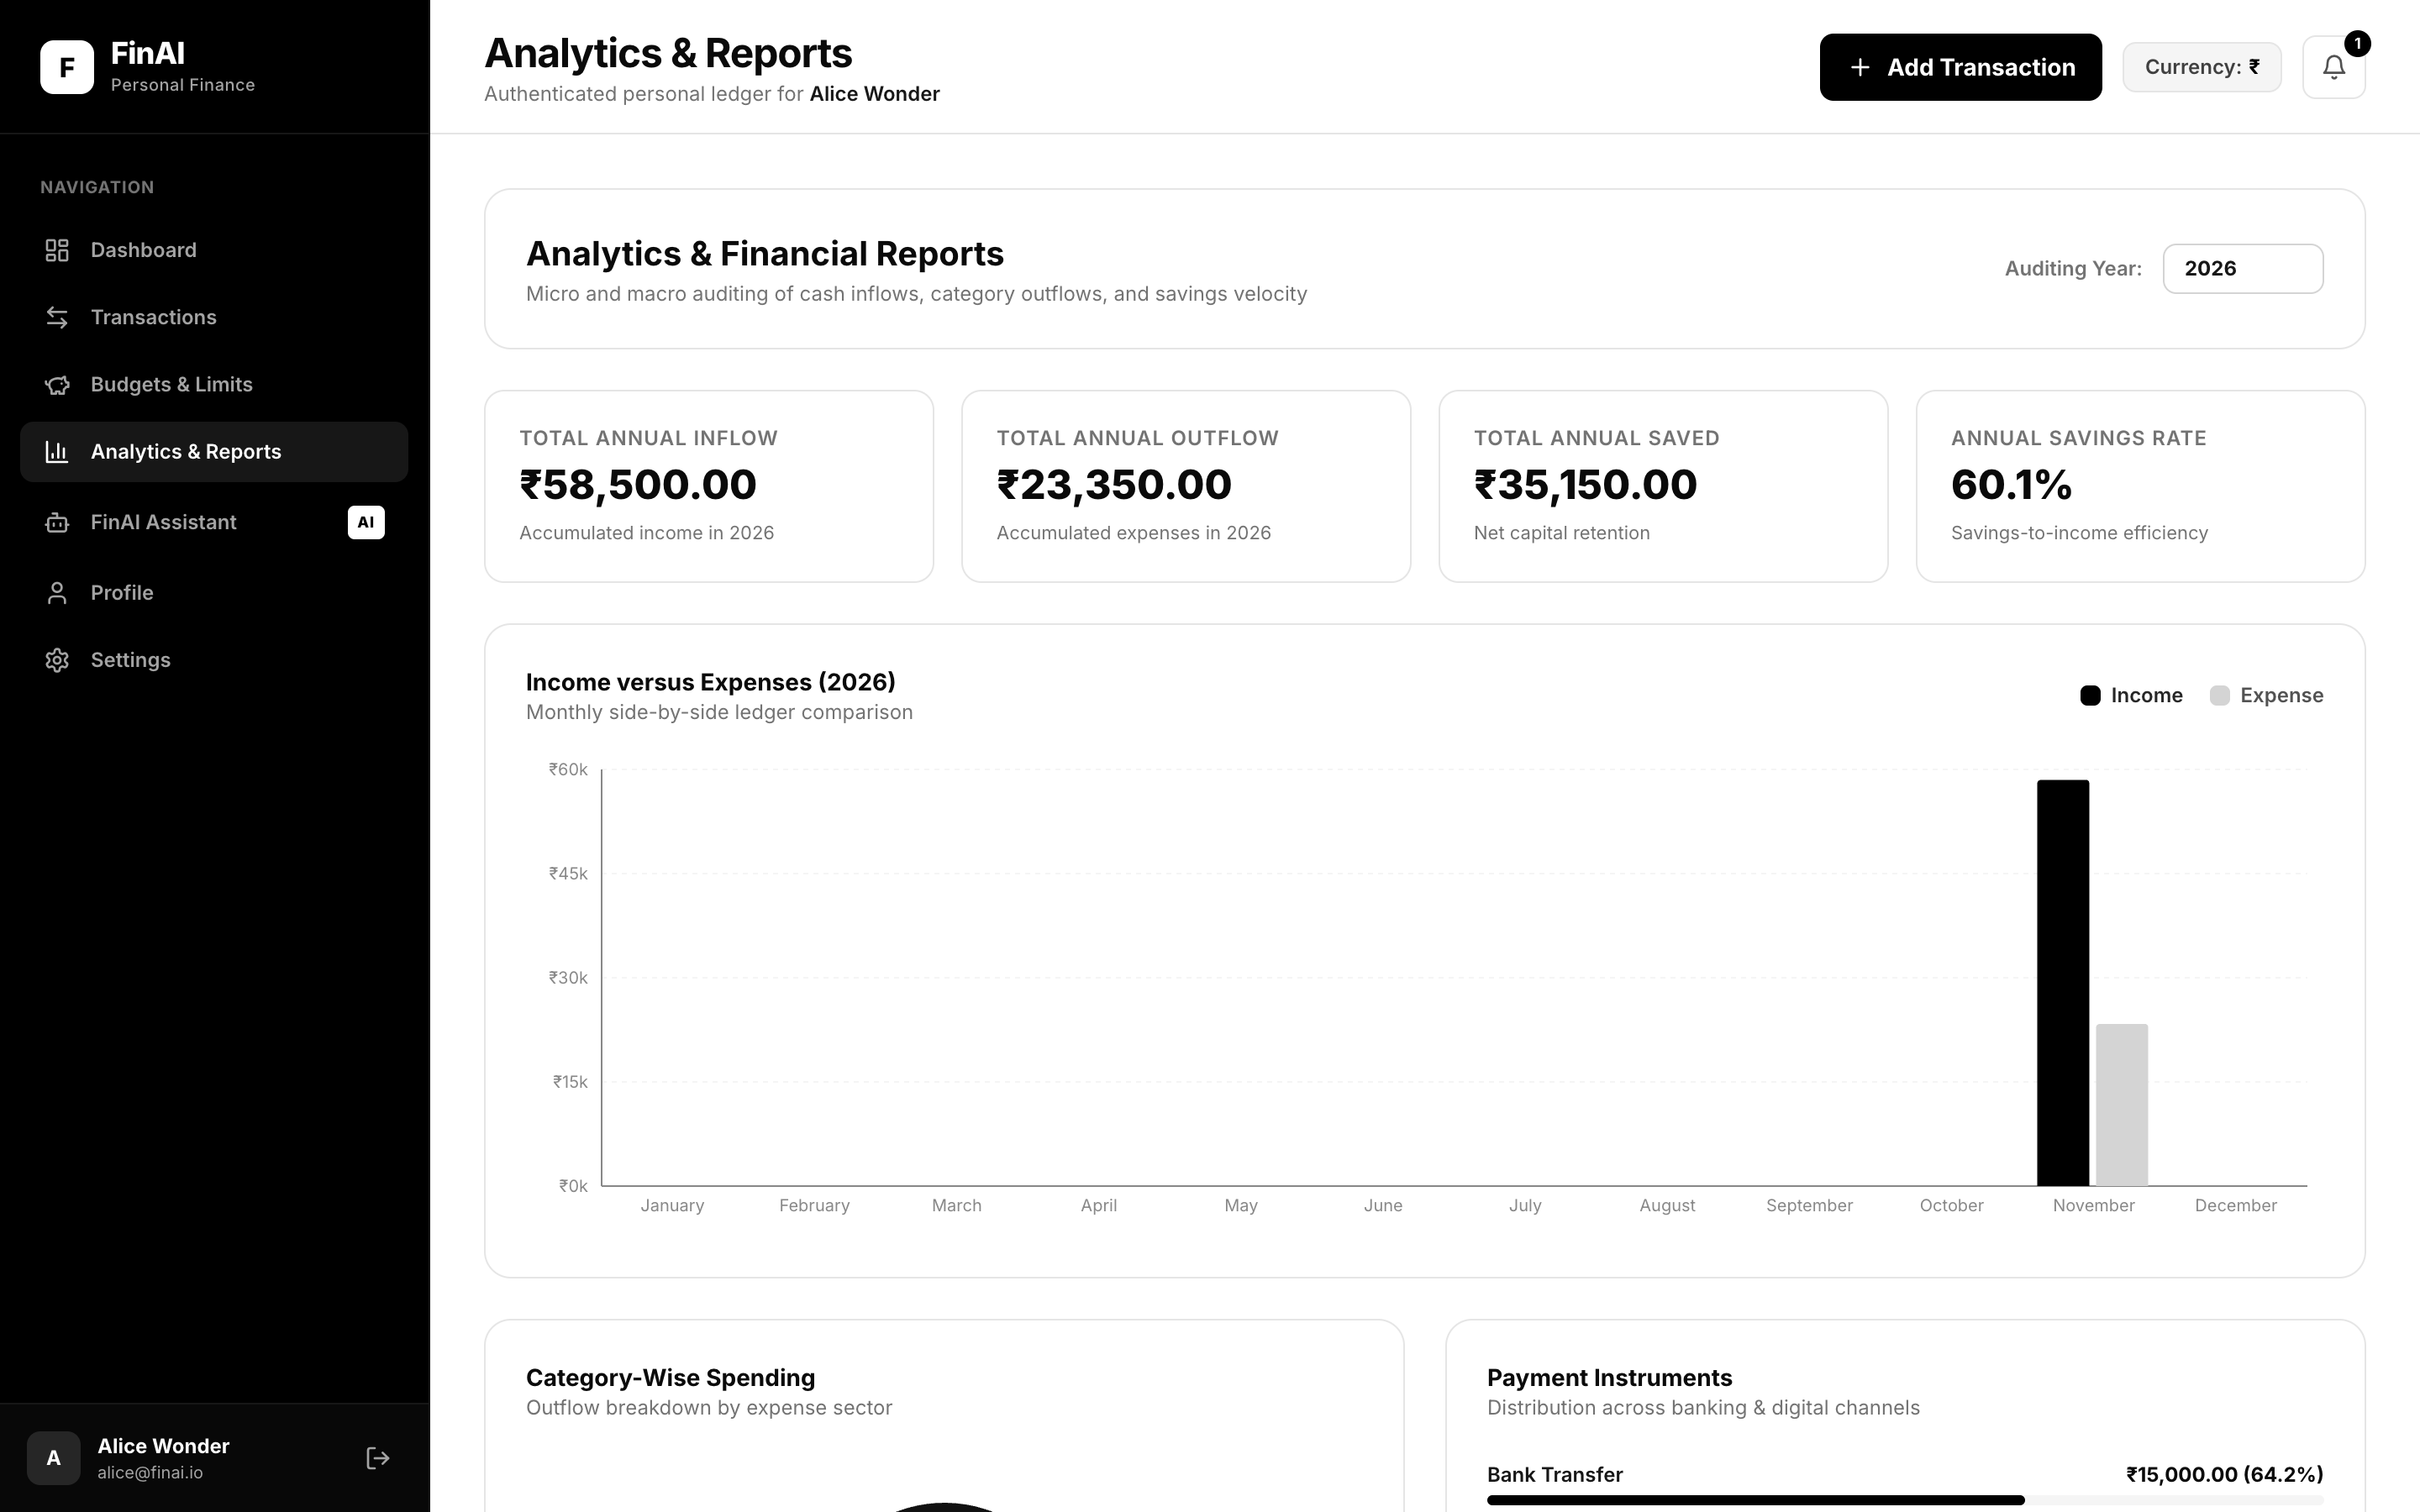 F
FinAI
Personal Finance
NAVIGATION
Dashboard
Transactions
Budgets & Limits
Analytics & Reports
FinAI Assistant
AI
Profile
Settings
A
Alice Wonder
alice@finai.io
Analytics & Reports
Authenticated personal ledger for Alice Wonder
Add Transaction
Currency: ₹
1
Analytics & Financial Reports
Micro and macro auditing of cash inflows, category outflows, and savings velocity
Auditing Year:
2026
TOTAL ANNUAL INFLOW
₹58,500.00
Accumulated income in 2026
TOTAL ANNUAL OUTFLOW
₹23,350.00
Accumulated expenses in 2026
TOTAL ANNUAL SAVED
₹35,150.00
Net capital retention
ANNUAL SAVINGS RATE
60.1%
Savings-to-income efficiency
Income versus Expenses (2026)
Monthly side-by-side ledger comparison
Income
Expense
₹60k
₹45k
₹30k
₹15k
₹0k
January
February
March
April
May
June
July
August
September
October
November
December
Category-Wise Spending
Outflow breakdown by expense sector
Payment Instruments
Distribution across banking & digital channels
Bank Transfer
₹15,000.00 (64.2%)